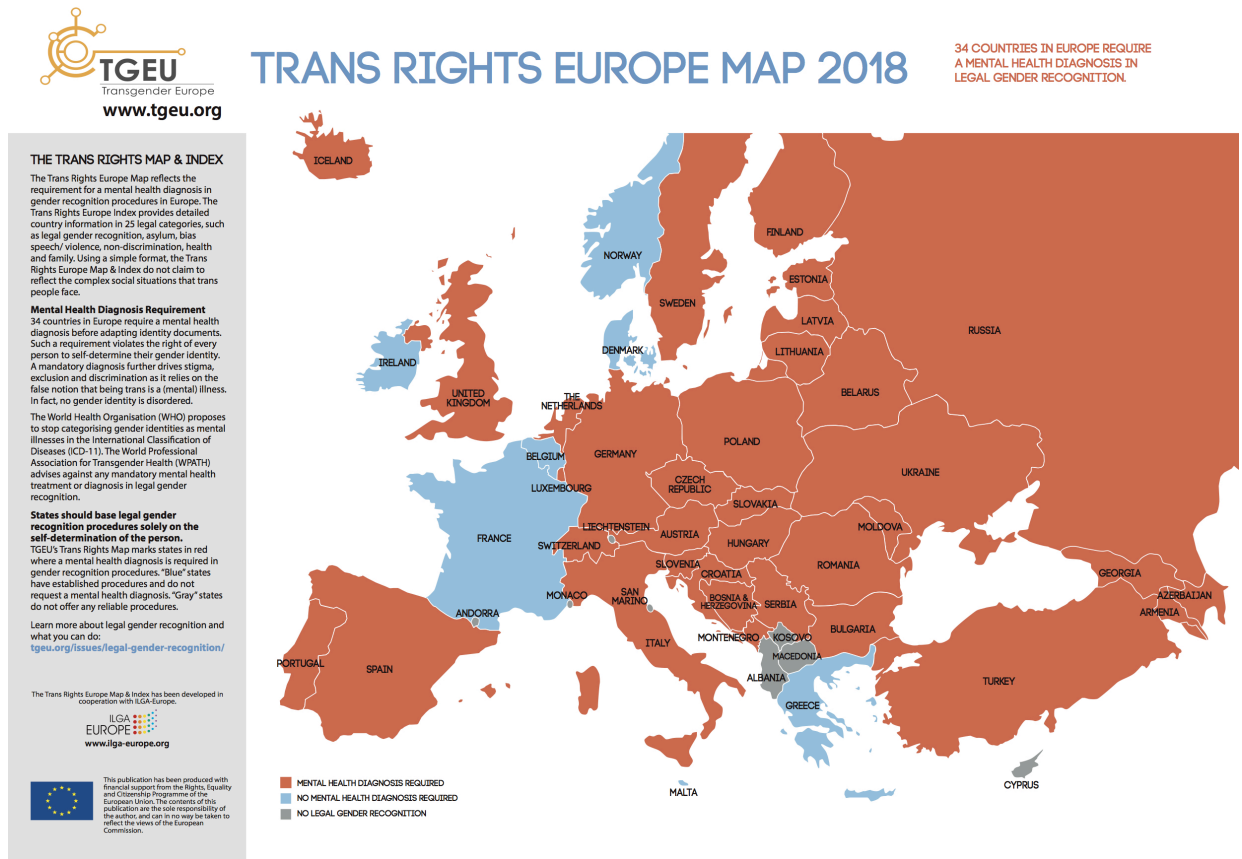 TGEU
Transgender Europe
www.tgeu.org
TRANS RIGHTS EUROPE MAP 2018
34 COUNTRIES IN EUROPE REQUIRE
A MENTAL HEALTH DIAGNOSIS IN
LEGAL GENDER RECOGNITION.
THE TRANS RIGHTS MAP & INDEX
The Trans Rights Europe Map reflects the
requirement for a mental health diagnosis in
gender recognition procedures in Europe. The
Trans Rights Europe Index provides detailed
country information in 25 legal categories, such
as legal gender recognition, asylum, bias
speech/ violence, non-discrimination, health
and family. Using a simple format, the Trans
Rights Europe Map & Index do not claim to
reflect the complex social situations that trans
people face.
Mental Health Diagnosis Requirement
34 countries in Europe require a mental health
diagnosis before adapting identity documents.
Such a requirement violates the right of every
person to self-determine their gender identity.
A mandatory diagnosis further drives stigma,
exclusion and discrimination as it relies on the
false notion that being trans is a (mental) illness.
In fact, no gender identity is disordered.
The World Health Organisation (WHO) proposes
to stop categorising gender identities as mental
illnesses in the International Classification of
Diseases (ICD-11). The World Professional
Association for Transgender Health (WPATH)
advises against any mandatory mental health
treatment or diagnosis in legal gender
recognition.
States should base legal gender
recognition procedures solely on the
self-determination of the person.
TGEU's Trans Rights Map marks states in red
where a mental health diagnosis is required in
gender recognition procedures. "Blue" states
have established procedures and do not
request a mental health diagnosis. "Gray" states
do not offer any reliable procedures.
Learn more about legal gender recognition and
what you can do:
tgeu.org/issues/legal-gender-recognition/
The Trans Rights Europe Map & Index has been developed in
cooperation with ILGA-Europe.
ILGA
EUROPE
www.ilga-europe.org
This publication has been produced with
financial support from the Rights, Equality
and Citizenship Programme of the
European Union. The contents of this
publication are the sole responsibility of
the author, and can in no way be taken to
reflect the views of the European
Commission.
ICELAND
NORWAY
FINLAND
SWEDEN
ESTONIA
LATVIA
LITHUANIA
RUSSIA
DENMARK
IRELAND
UNITED
KINGDOM
THE
NETHERLANDS
BELARUS
BELGIUM
GERMANY
POLAND
LUXEMBOURG
CZECH
REPUBLIC
UKRAINE
SLOVAKIA
FRANCE
LIECHTENSTEIN
SWITZERLAND
AUSTRIA
HUNGARY
MOLDOVA
SLOVENIA
CROATIA
ROMANIA
GEORGIA
MONACO
SAN
MARINO
BOSNIA &
HERZEGOVINA
SERBIA
AZERBAIJAN
ARMENIA
ANDORRA
ITALY
MONTENEGRO
KOSOVO
BULGARIA
MACEDONIA
PORTUGAL
SPAIN
ALBANIA
TURKEY
GREECE
MALTA
CYPRUS
MENTAL HEALTH DIAGNOSIS REQUIRED
NO MENTAL HEALTH DIAGNOSIS REQUIRED
NO LEGAL GENDER RECOGNITION